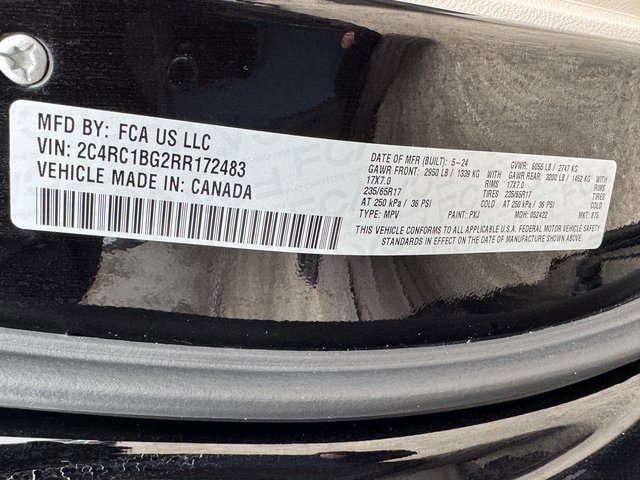 MFD BY: FCA US LLC
VIN: 2C4RC1BG2RR172483
VEHICLE MADE IN: CANADA
DATE OF MFR (BUILT): 5-24 GVWR: 6055 LB / 2747 KG
GAWR FRONT: 2950 LB / 1339 KG WITH GAWR REAR: 3200 LB / 1452 KG WITH
17X7.0 RIMS 17X7.0 RIMS
235/65R17 TIRES 235/65R17 TIRES
AT 250 kPa / 36 PSI COLD AT 250 kPa / 36 PSI COLD
TYPE: MPV PAINT: PXJ MDH: 052422 MKT: 875
THIS VEHICLE CONFORMS TO ALL APPLICABLE U.S.A. FEDERAL MOTOR VEHICLE SAFETY
STANDARDS IN EFFECT ON THE DATE OF MANUFACTURE SHOWN ABOVE.